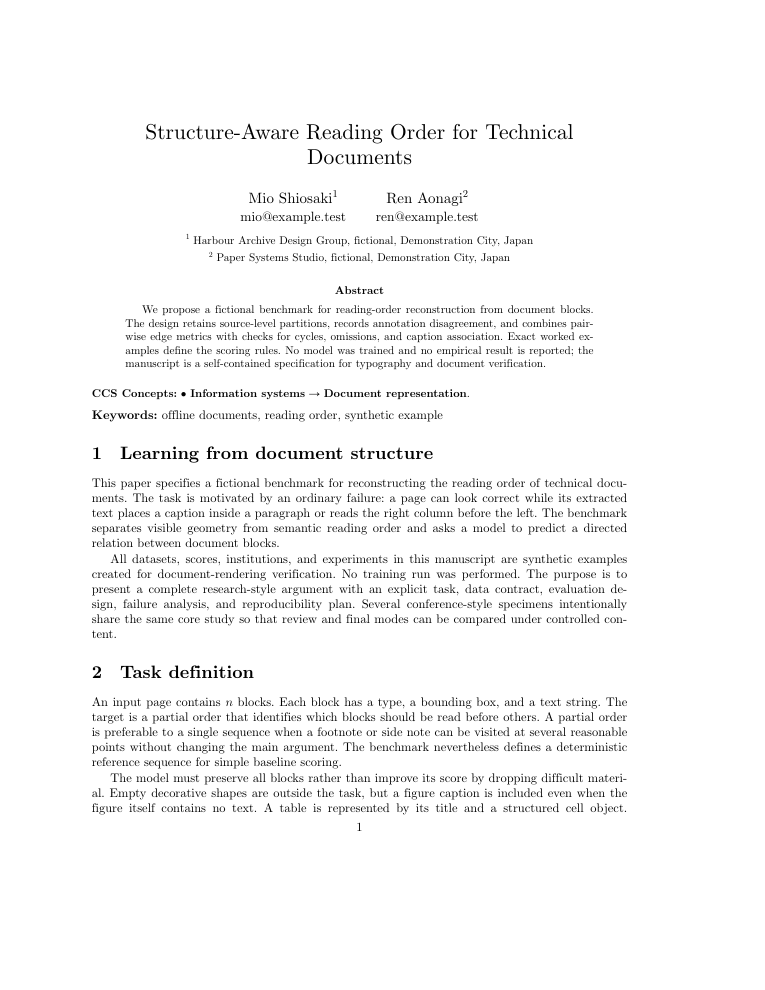 Structure-Aware Reading Order for Technical
Documents
Mio Shiosaki1 Ren Aonagi2
mio@example.test ren@example.test
1 Harbour Archive Design Group, fictional, Demonstration City, Japan
2 Paper Systems Studio, fictional, Demonstration City, Japan
Abstract
We propose a fictional benchmark for reading-order reconstruction from document blocks.
The design retains source-level partitions, records annotation disagreement, and combines pair-
wise edge metrics with checks for cycles, omissions, and caption association. Exact worked ex-
amples define the scoring rules. No model was trained and no empirical result is reported; the
manuscript is a self-contained specification for typography and document verification.
CCS Concepts: • Information systems → Document representation.
Keywords: offline documents, reading order, synthetic example
1 Learning from document structure
This paper specifies a fictional benchmark for reconstructing the reading order of technical docu-
ments. The task is motivated by an ordinary failure: a page can look correct while its extracted
text places a caption inside a paragraph or reads the right column before the left. The benchmark
separates visible geometry from semantic reading order and asks a model to predict a directed
relation between document blocks.
All datasets, scores, institutions, and experiments in this manuscript are synthetic examples
created for document-rendering verification. No training run was performed. The purpose is to
present a complete research-style argument with an explicit task, data contract, evaluation de-
sign, failure analysis, and reproducibility plan. Several conference-style specimens intentionally
share the same core study so that review and final modes can be compared under controlled con-
tent.
2 Task definition
An input page contains n blocks. Each block has a type, a bounding box, and a text string. The
target is a partial order that identifies which blocks should be read before others. A partial order
is preferable to a single sequence when a footnote or side note can be visited at several reasonable
points without changing the main argument. The benchmark nevertheless defines a deterministic
reference sequence for simple baseline scoring.
The model must preserve all blocks rather than improve its score by dropping difficult materi-
al. Empty decorative shapes are outside the task, but a figure caption is included even when the
figure itself contains no text. A table is represented by its title and a structured cell object.
1